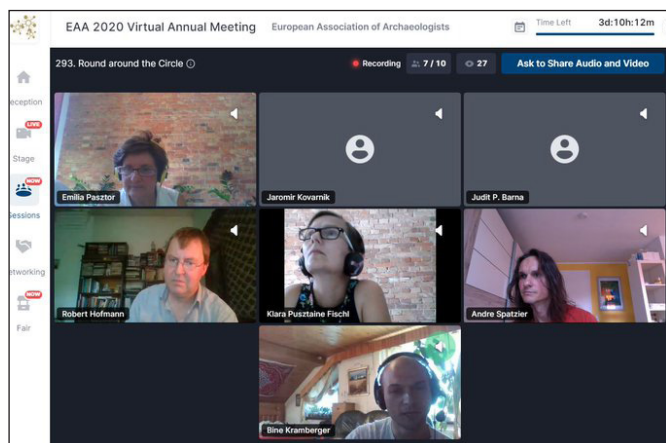 EAA 2020 Virtual Annual Meeting
European Association of Archaeologists
Time Left
3d:10h:12m
293. Round around the Circle
Recording
7 / 10
27
Ask to Share Audio and Video
eception
LIVE
Stage
NOW
Sessions
etworking
NOW
Fair
Emilia Pasztor
Jaromir Kovarnik
Judit P. Barna
Robert Hofmann
Klara Pusztaine Fischl
Andre Spatzier
Bine Kramberger